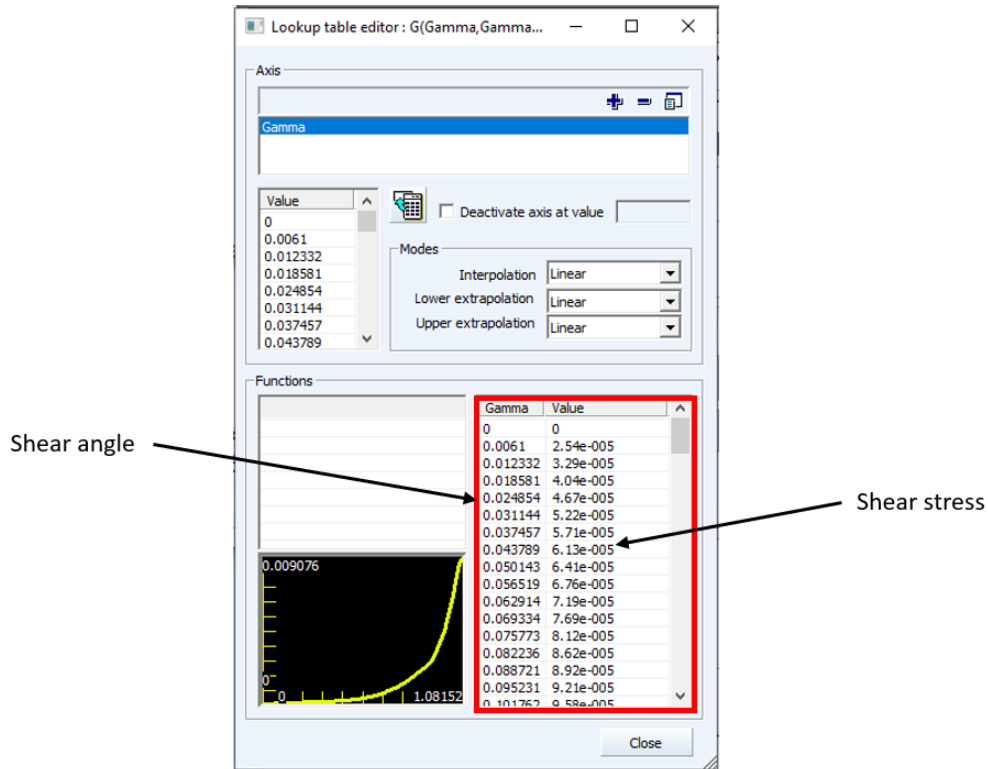 Lookup table editor : G(Gamma,Gamma...
Axis
Gamma
Value
0
0.0061
0.012332
0.018581
0.024854
0.031144
0.037457
0.043789
Deactivate axis at value
Modes
Interpolation Linear
Lower extrapolation Linear
Upper extrapolation Linear
Functions
Gamma Value
0 0
0.0061 2.54e-005
0.012332 3.29e-005
0.018581 4.04e-005
0.024854 4.67e-005
0.031144 5.22e-005
0.037457 5.71e-005
0.043789 6.13e-005
0.050143 6.41e-005
0.056519 6.76e-005
0.062914 7.19e-005
0.069334 7.69e-005
0.075773 8.12e-005
0.082236 8.62e-005
0.088721 8.92e-005
0.095231 9.21e-005
0.101762 9.58e-005
Shear angle
Shear stress
0.009076
0
0 1.08152
Close